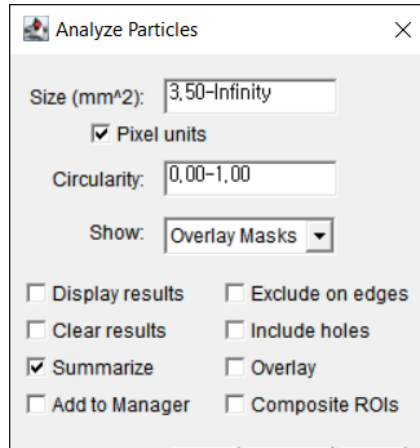 Analyze Particles
Size (mm^2): 3,50-Infinity
Pixel units
Circularity: 0,00-1,00
Show: Overlay Masks
Display results Exclude on edges
Clear results Include holes
Summarize Overlay
Add to Manager Composite ROIs